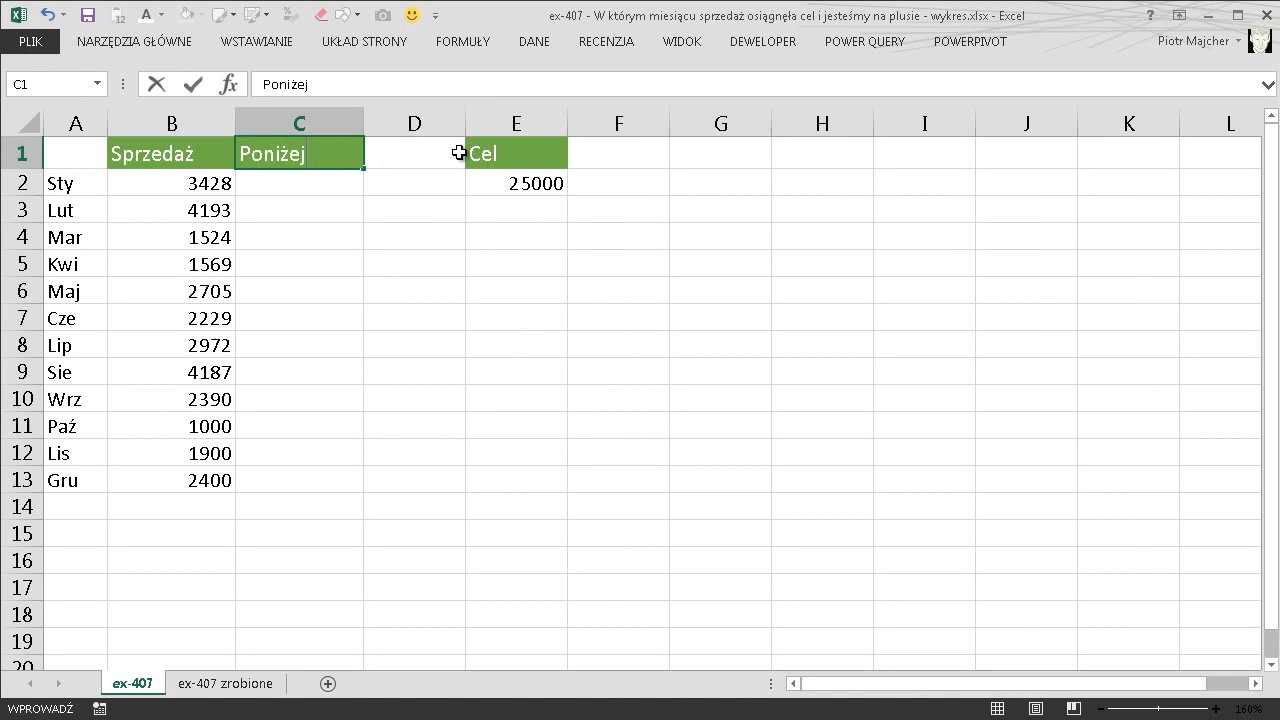 ex-407 - W którym miesiącu sprzedaż osiągnęła cel i jesteśmy na plusie - wykres.xlsx - Excel
PLIK NARZĘDZIA GŁÓWNE WSTAWIANIE UKŁAD STRONY FORMUŁY DANE RECENZJA WIDOK DEWELOPER POWER QUERY POWERPIVOT Piotr Majcher
C1 Poniżej
A B C D E F G H I J K L
1 Sprzedaż Poniżej Cel
2 Sty 3428 25000
3 Lut 4193
4 Mar 1524
5 Kwi 1569
6 Maj 2705
7 Cze 2229
8 Lip 2972
9 Sie 4187
10 Wrz 2390
11 Paź 1000
12 Lis 1900
13 Gru 2400
14
15
16
17
18
19
20
ex-407 ex-407 zrobione
WPROWADŹ 160%